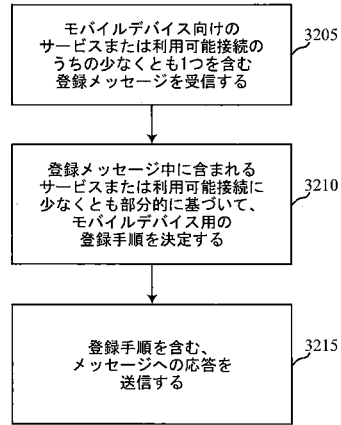 モバイルデバイス向けの
サービスまたは利用可能接続の
うちの少なくとも1つを含む
登録メッセージを受信する
3205
登録メッセージ中に含まれる
サービスまたは利用可能接続に
少なくとも部分的に基づいて、
モバイルデバイス用の
登録手順を決定する
3210
登録手順を含む、
メッセージへの応答を
送信する
3215